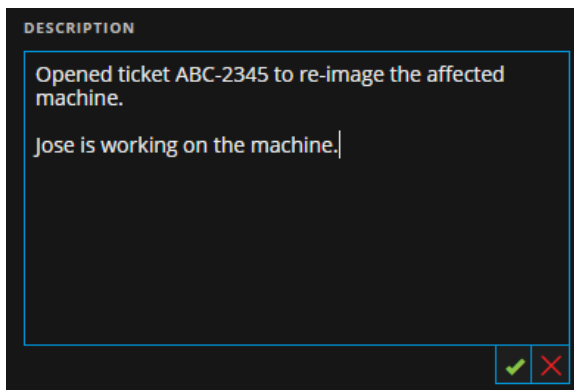 DESCRIPTION
Opened ticket ABC-2345 to re-image the affected
machine.
Jose is working on the machine.